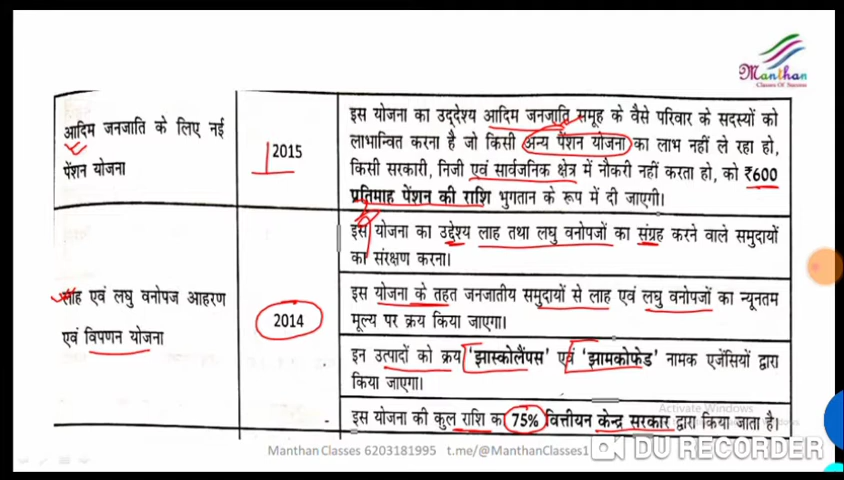 Manthan
Classes Of Success
आदिम जनजाति के लिए नई
पेंशन योजना
2015
इस योजना का उद्देश्य आदिम जनजाति समूह के वैसे परिवार के सदस्यों को
लाभान्वित करना है जो किसी अन्य पेंशन योजना का लाभ नहीं ले रहा हो,
किसी सरकारी, निजी एवं सार्वजनिक क्षेत्र में नौकरी नहीं करता हो, को ₹600
प्रतिमाह पेंशन की राशि भुगतान के रूप में दी जाएगी।
लाह एवं लघु वनोपज आहरण
एवं विपणन योजना
2014
इस योजना का उद्देश्य लाह तथा लघु वनोपजों का संग्रह करने वाले समुदायों
का संरक्षण करना।
इस योजना के तहत जनजातीय समुदायों से लाह एवं लघु वनोपजों का न्यूनतम
मूल्य पर क्रय किया जाएगा।
इन उत्पादों को क्रय 'झास्कोलैंपस' एवं 'झामकोफेड' नामक एजेंसियों द्वारा
किया जाएगा।
इस योजना की कुल राशि का 75% वित्तीयन केन्द्र सरकार द्वारा किया जाता है।
Activate Windows
Manthan Classes 6203181995 t.me/@ManthanClasses1
DU RECORDER